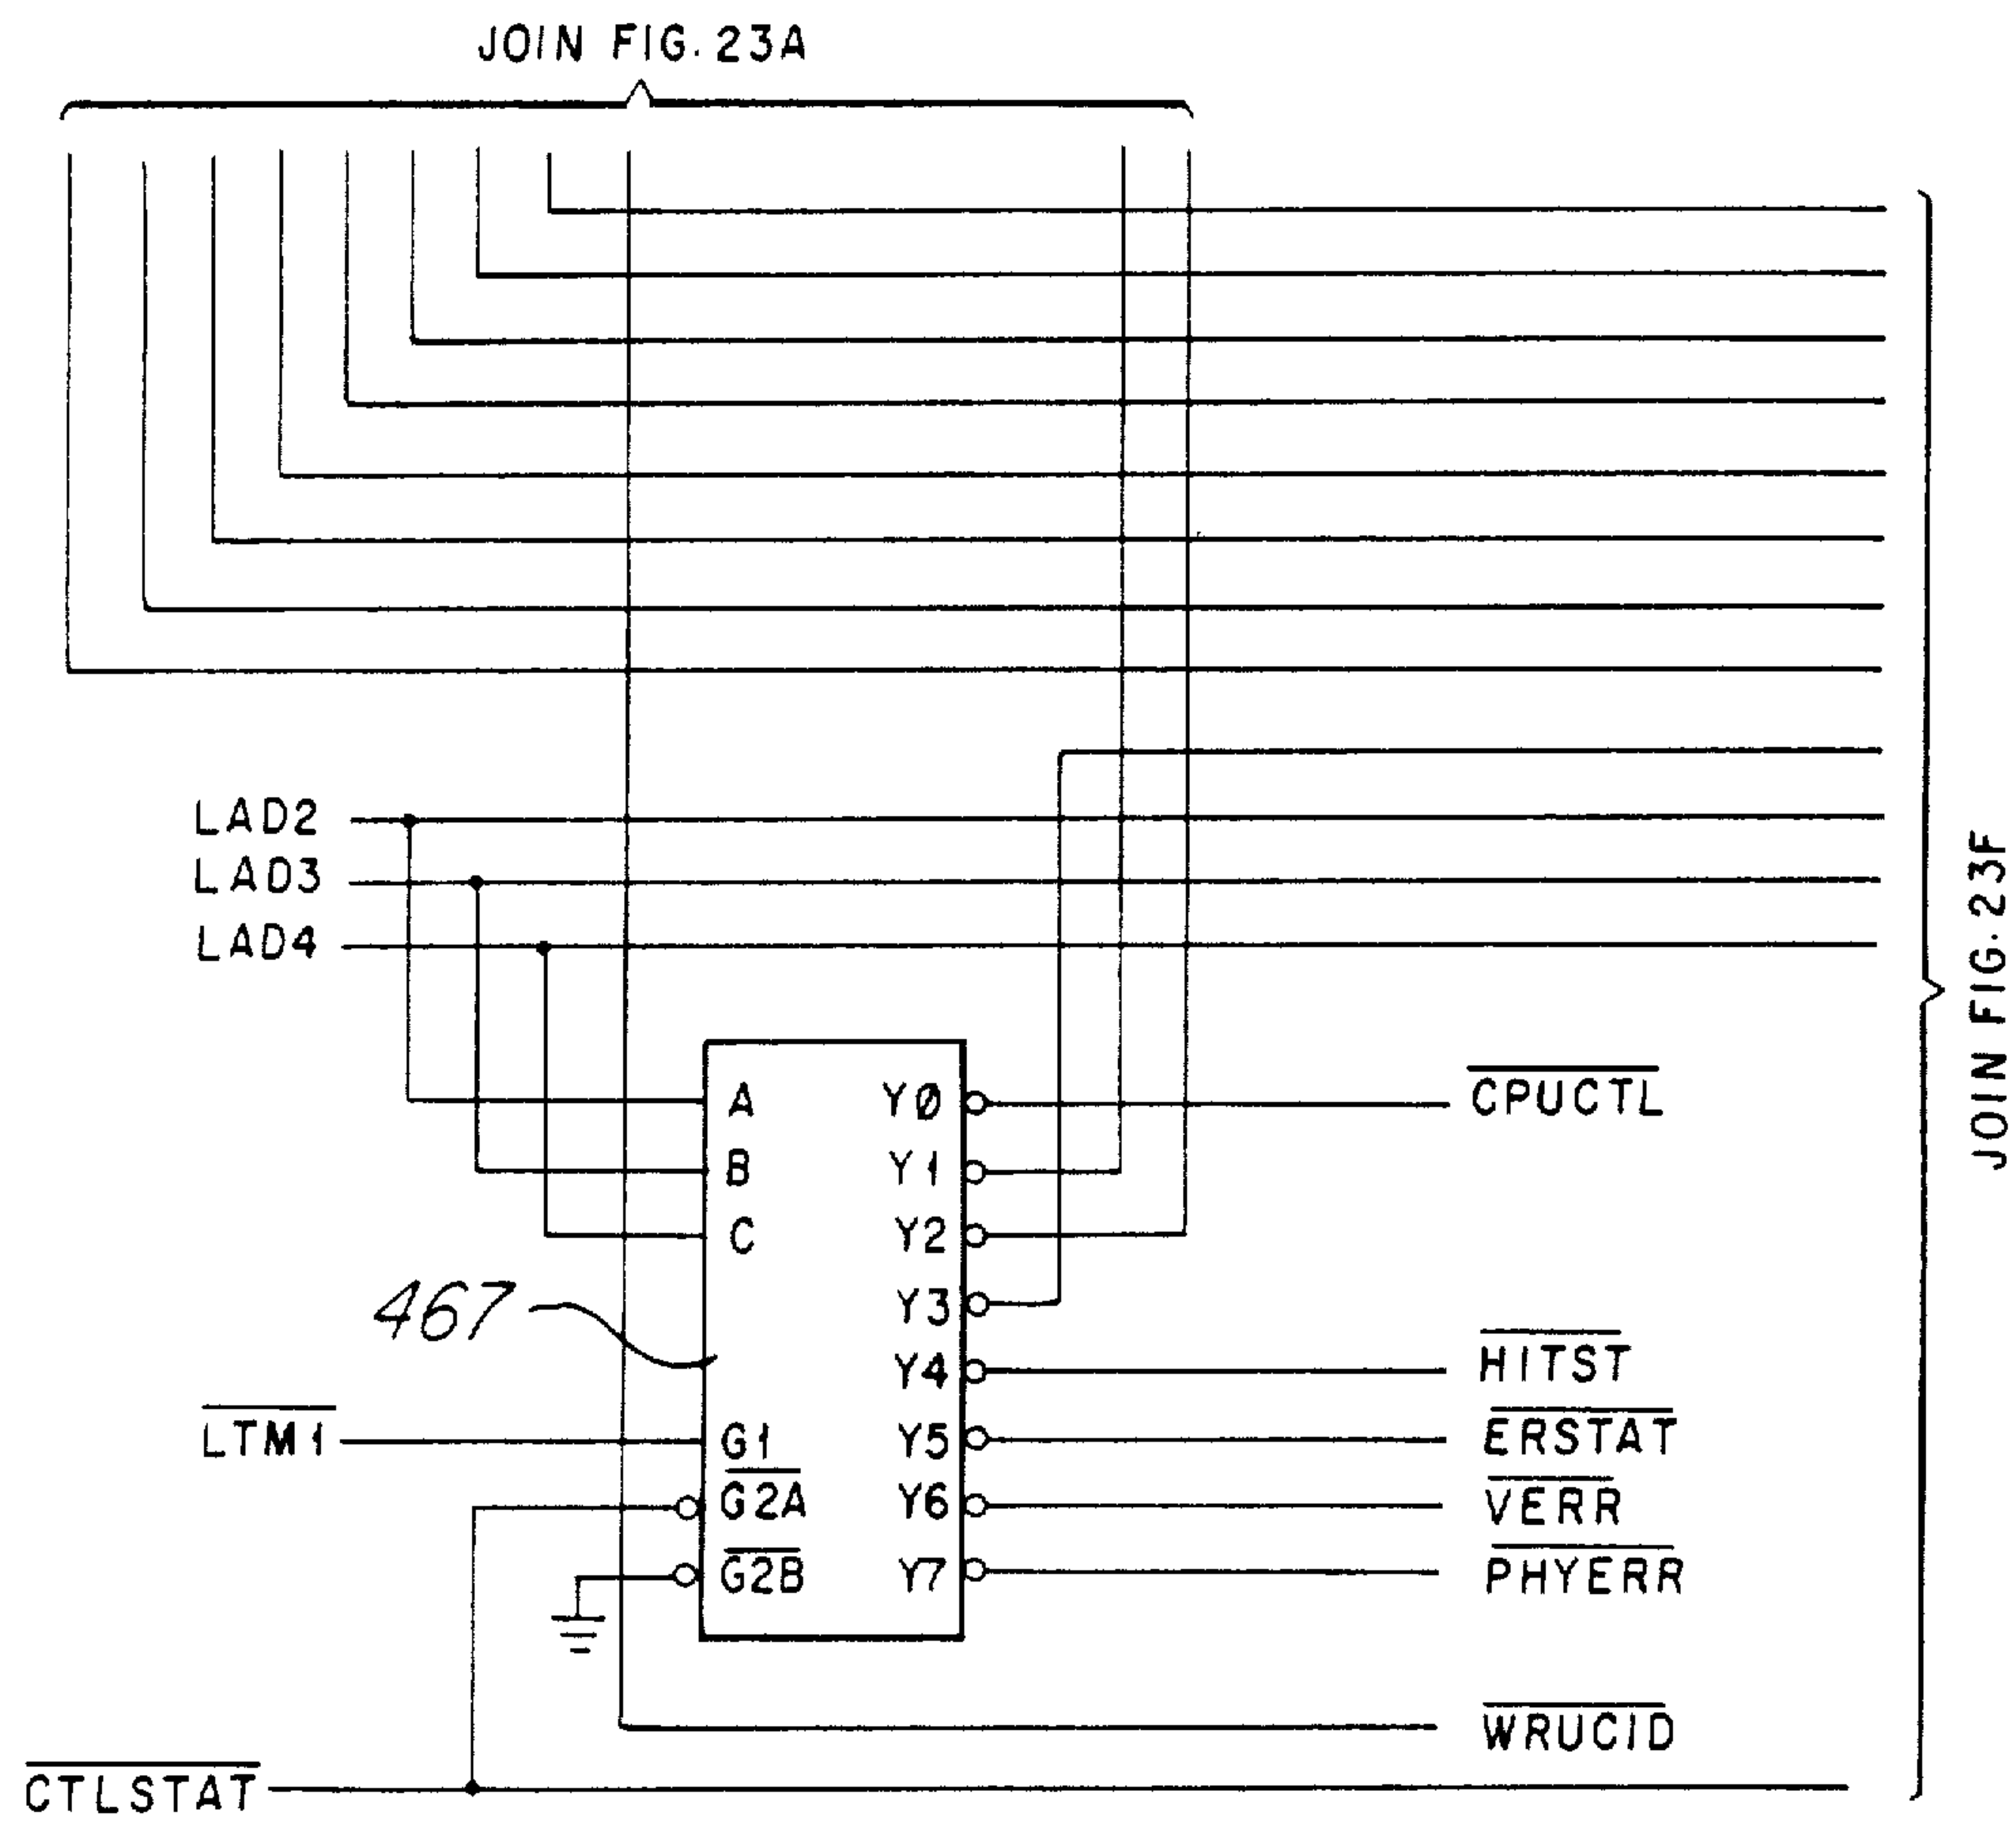 JOIN FIG. 23A
LAD2
LAD3
LAD4
JOIN FIG. 23F
A
B
C
467
LTM1
G1
G2A
G2B
Y0
Y1
Y2
Y3
Y4
Y5
Y6
Y7
CPUCTL
HITST
ERSTAT
VERR
PHYERR
WRUCID
CTLSTAT